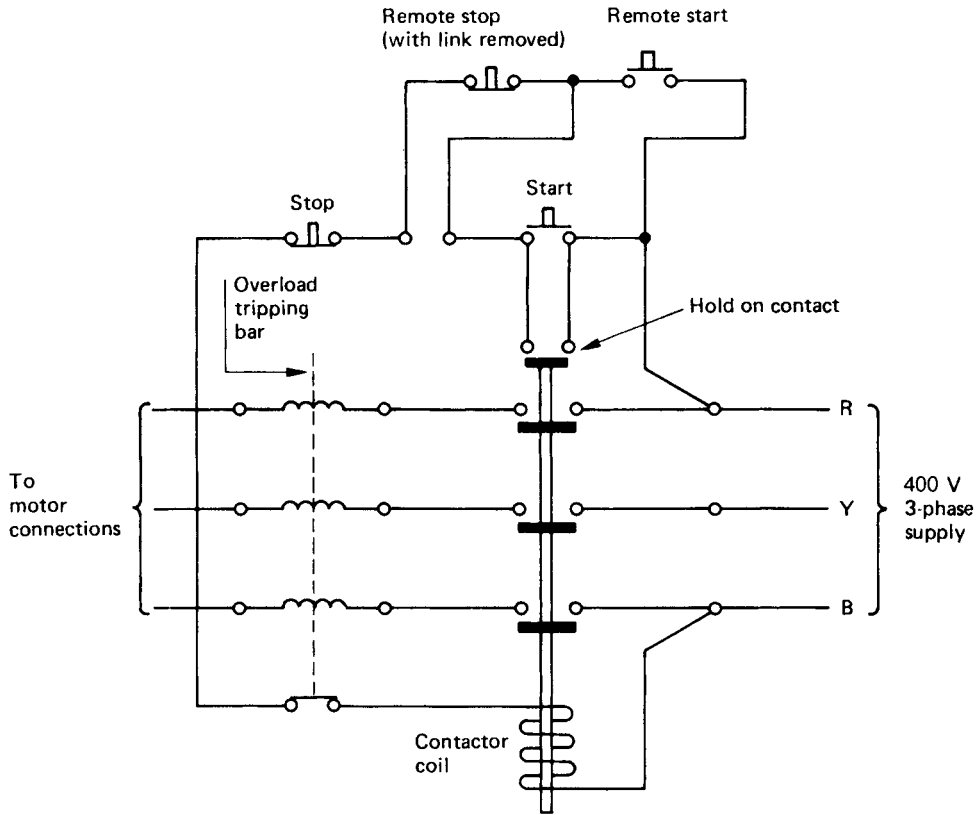 Remote stop
(with link removed)
Remote start
Stop
Start
Overload
tripping
bar
Hold on contact
R
To
motor
connections
Y
400 V
3-phase
supply
B
Contactor
coil